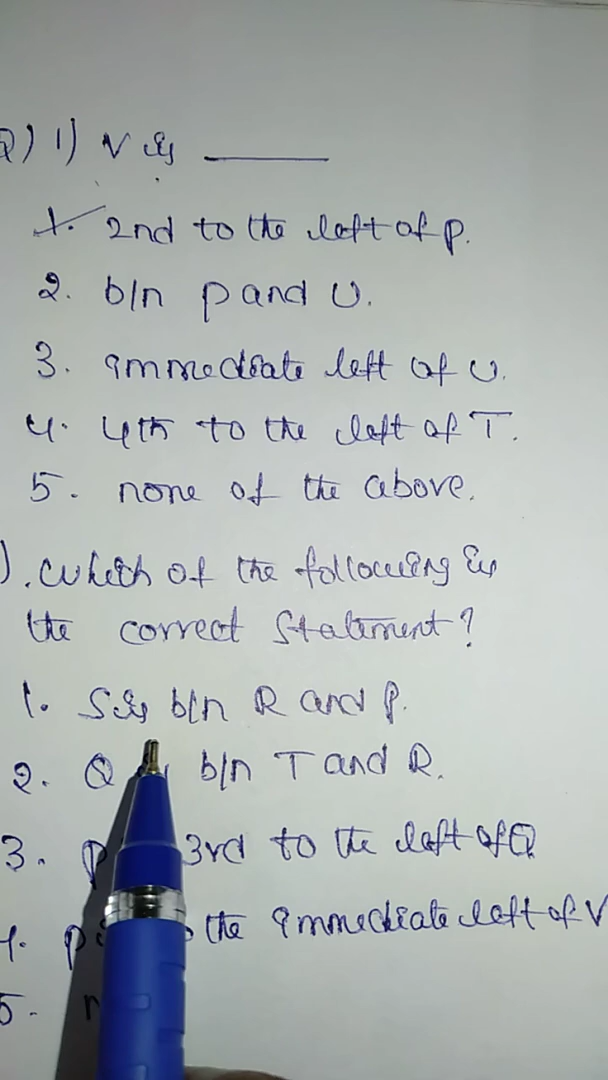 Q) 1) V is ______
1. 2nd to the left of P.
2. b/n P and U.
3. immediate left of U.
4. 4th to the left of T.
5. none of the above.
). Which of the following is
the correct statement?
1. S is b/n R and P.
2. Q b/n T and R.
3. P 3rd to the left of Q
4. P the immediate left of V
5. n